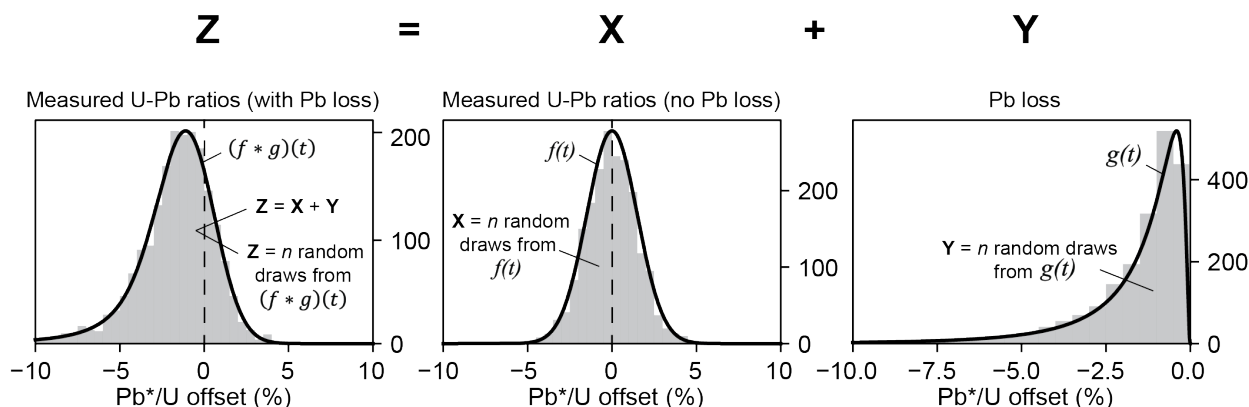 Z = X + Y
Measured U-Pb ratios (with Pb loss)
(f * g)(t)
Z = X + Y
Z = n random
draws from
(f * g)(t)
200
100
0
−10 −5 0 5 10
Pb*/U offset (%)
Measured U-Pb ratios (no Pb loss)
f(t)
X = n random
draws from
f(t)
200
100
0
−10 −5 0 5 10
Pb*/U offset (%)
Pb loss
g(t)
Y = n random draws
from g(t)
400
200
0
−10.0 −7.5 −5.0 −2.5 0.0
Pb*/U offset (%)